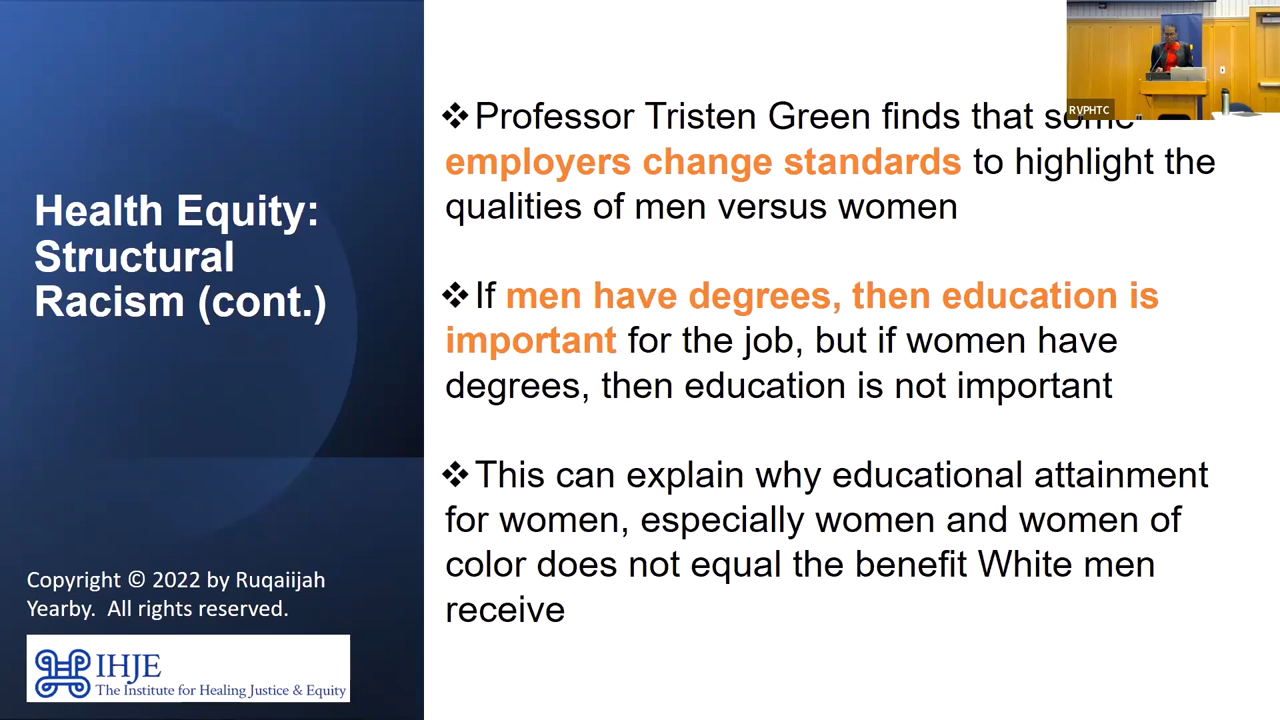 Health Equity:
Structural
Racism (cont.)
Copyright © 2022 by Ruqaiijah
Yearby. All rights reserved.
IHJE
The Institute for Healing Justice & Equity
❖Professor Tristen Green finds that some
employers change standards to highlight the
qualities of men versus women
❖If men have degrees, then education is
important for the job, but if women have
degrees, then education is not important
❖This can explain why educational attainment
for women, especially women and women of
color does not equal the benefit White men
receive
RVPHTC